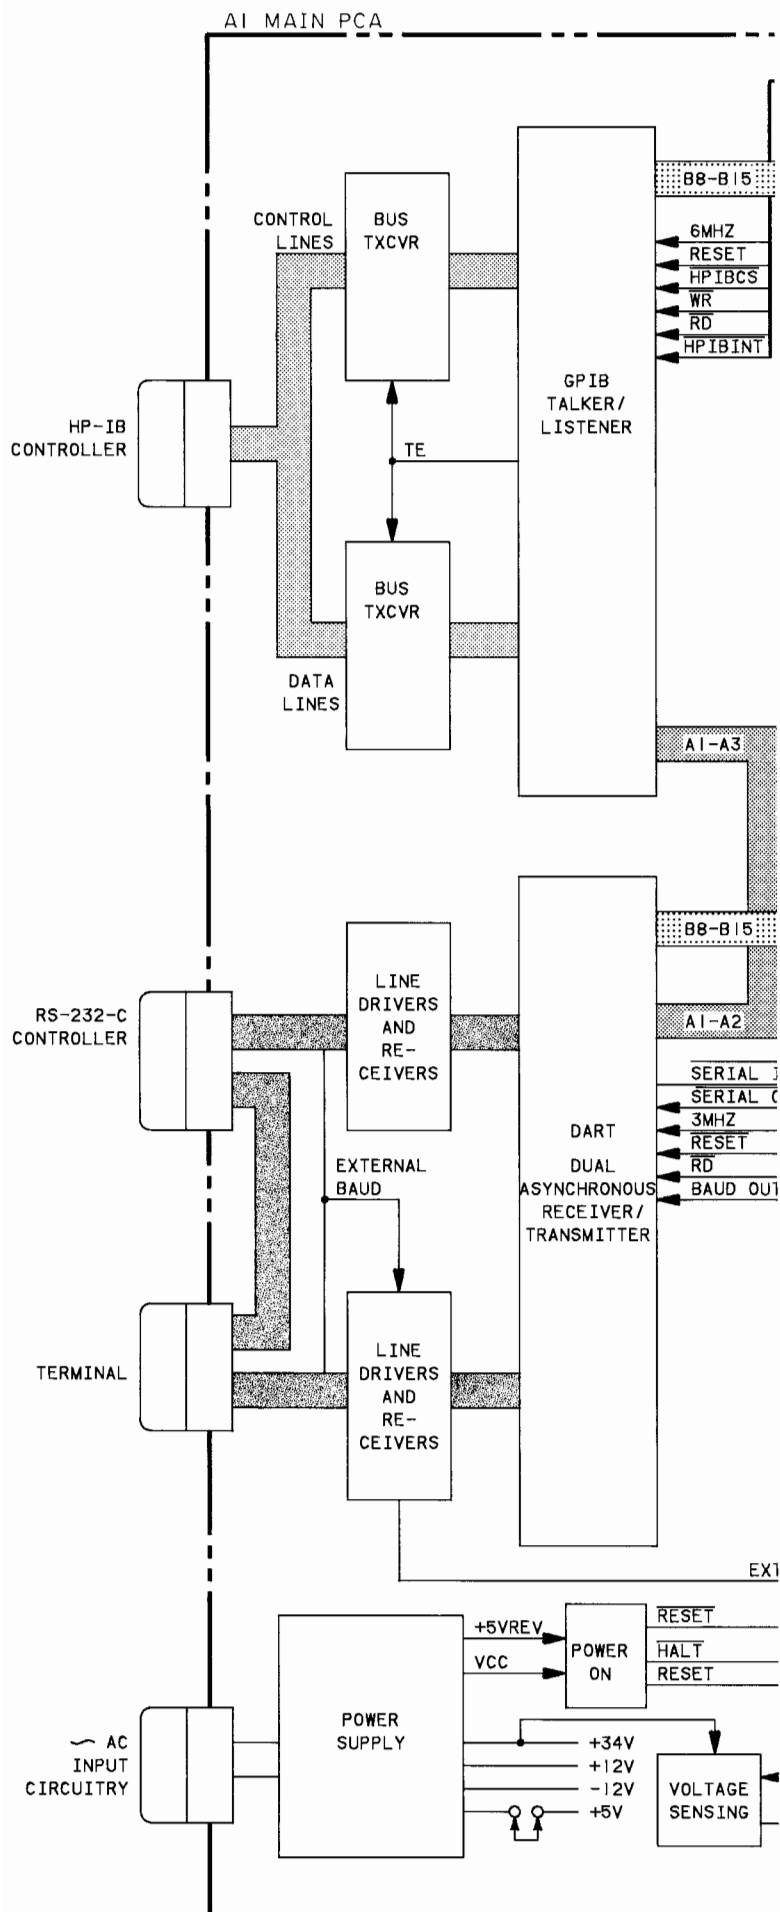 A1 MAIN PCA
B8-B15
CONTROL
LINES
BUS
TXCVR
6MHZ
RESET
HPIBCS
WR
RD
HPIBINT
GPIB
TALKER/
LISTENER
HP-IB
CONTROLLER
TE
BUS
TXCVR
DATA
LINES
A1-A3
B8-B15
LINE
DRIVERS
AND
RE-
CEIVERS
RS-232-C
CONTROLLER
A1-A2
SERIAL
SERIAL
3MHZ
RESET
RD
BAUD OUT
DART
DUAL
ASYNCHRONOUS
RECEIVER/
TRANSMITTER
EXTERNAL
BAUD
LINE
DRIVERS
AND
RE-
CEIVERS
TERMINAL
EXT
+5VREV
VCC
POWER
ON
RESET
HALT
RESET
POWER
SUPPLY
~ AC
INPUT
CIRCUITRY
+34V
+12V
-12V
+5V
VOLTAGE
SENSING